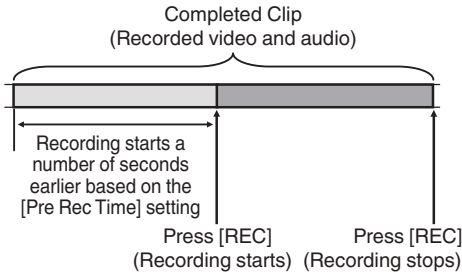 Completed Clip
(Recorded video and audio)
Recording starts a
number of seconds
earlier based on the
[Pre Rec Time] setting
Press [REC]
(Recording starts)
Press [REC]
(Recording stops)